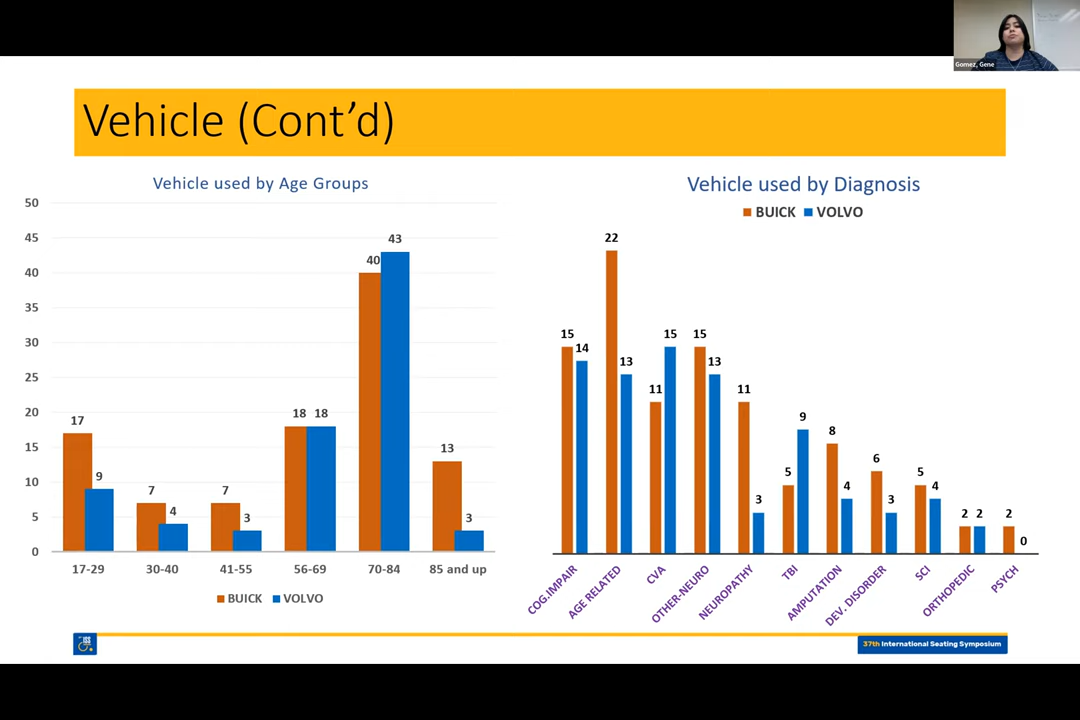 Gomez, Gene
Vehicle (Cont'd)
Vehicle used by Age Groups
50
45
40
35
30
25
20
15
10
5
0
17
9
7
4
7
3
18
18
40
43
13
3
17-29
30-40
41-55
56-69
70-84
85 and up
BUICK
VOLVO
Vehicle used by Diagnosis
BUICK
VOLVO
15
14
22
13
11
15
15
13
11
3
5
9
8
4
6
3
5
4
2
2
2
0
COG.IMPAIR
AGE RELATED
CVA
OTHER-NEURO
NEUROPATHY
TBI
AMPUTATION
DEV. DISORDER
SCI
ORTHOPEDIC
PSYCH
37th International Seating Symposium